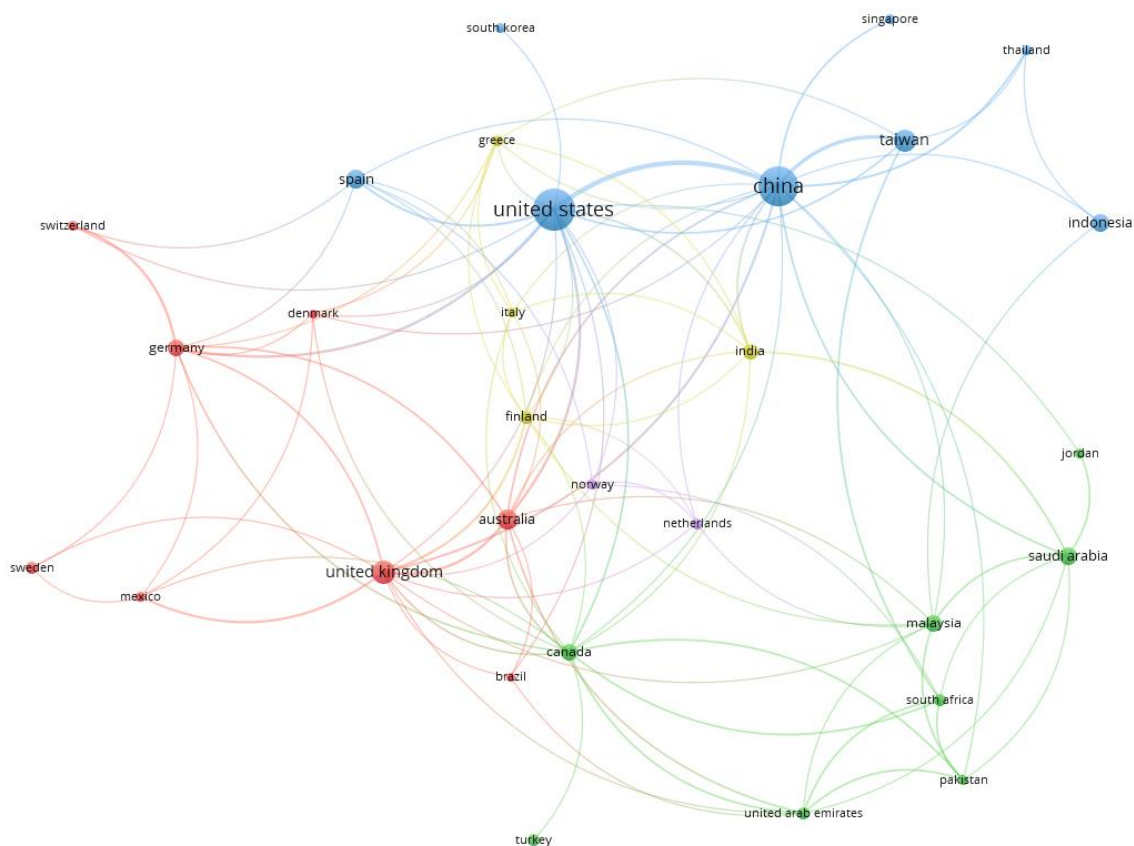 singapore
south korea
thailand
greece
taiwan
spain
china
united states
switzerland
indonesia
italy
denmark
germany
india
finland
jordan
norway
australia
netherlands
saudi arabia
sweden
united kingdom
mexico
malaysia
canada
brazil
south africa
pakistan
united arab emirates
turkey